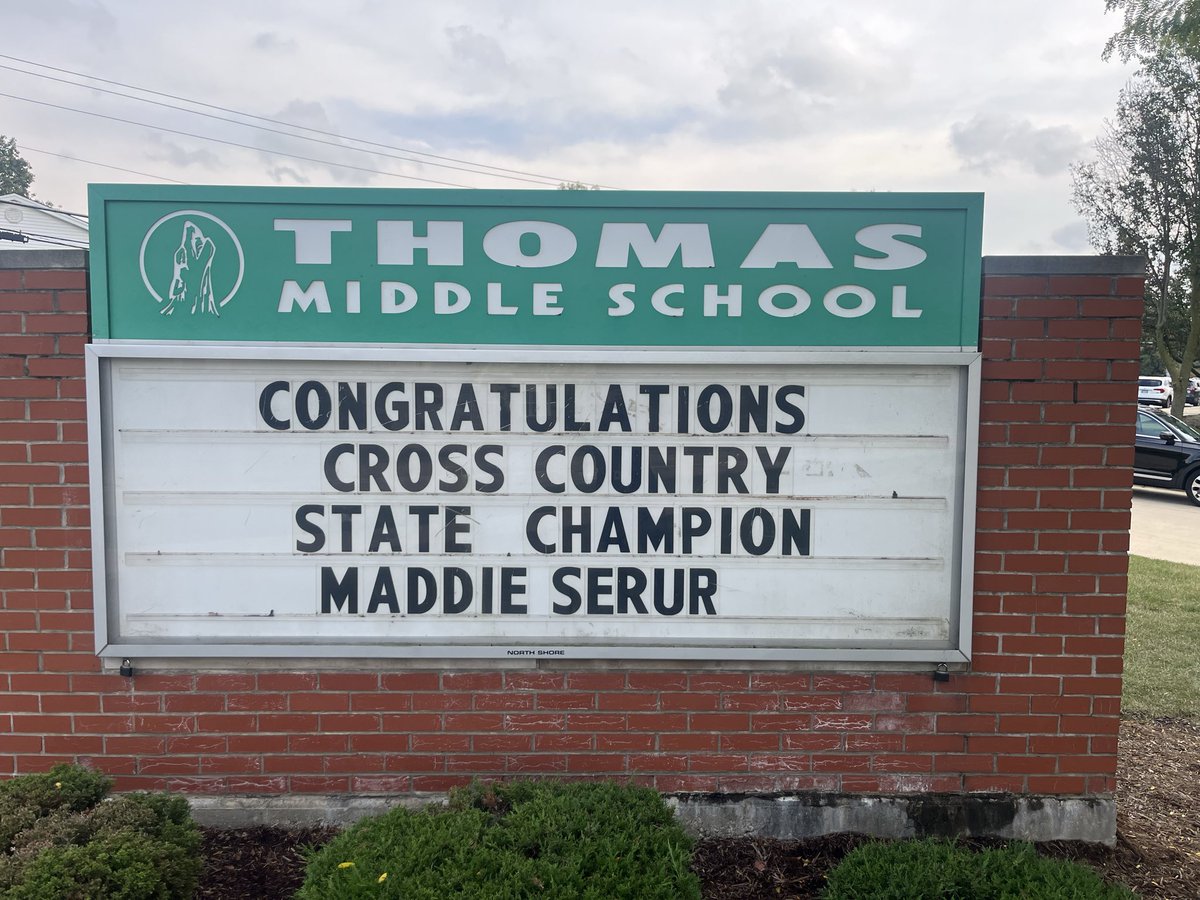 THOMAS
MIDDLE SCHOOL
CONGRATULATIONS
CROSS COUNTRY
STATE CHAMPION
MADDIE SERUR
NORTH SHORE